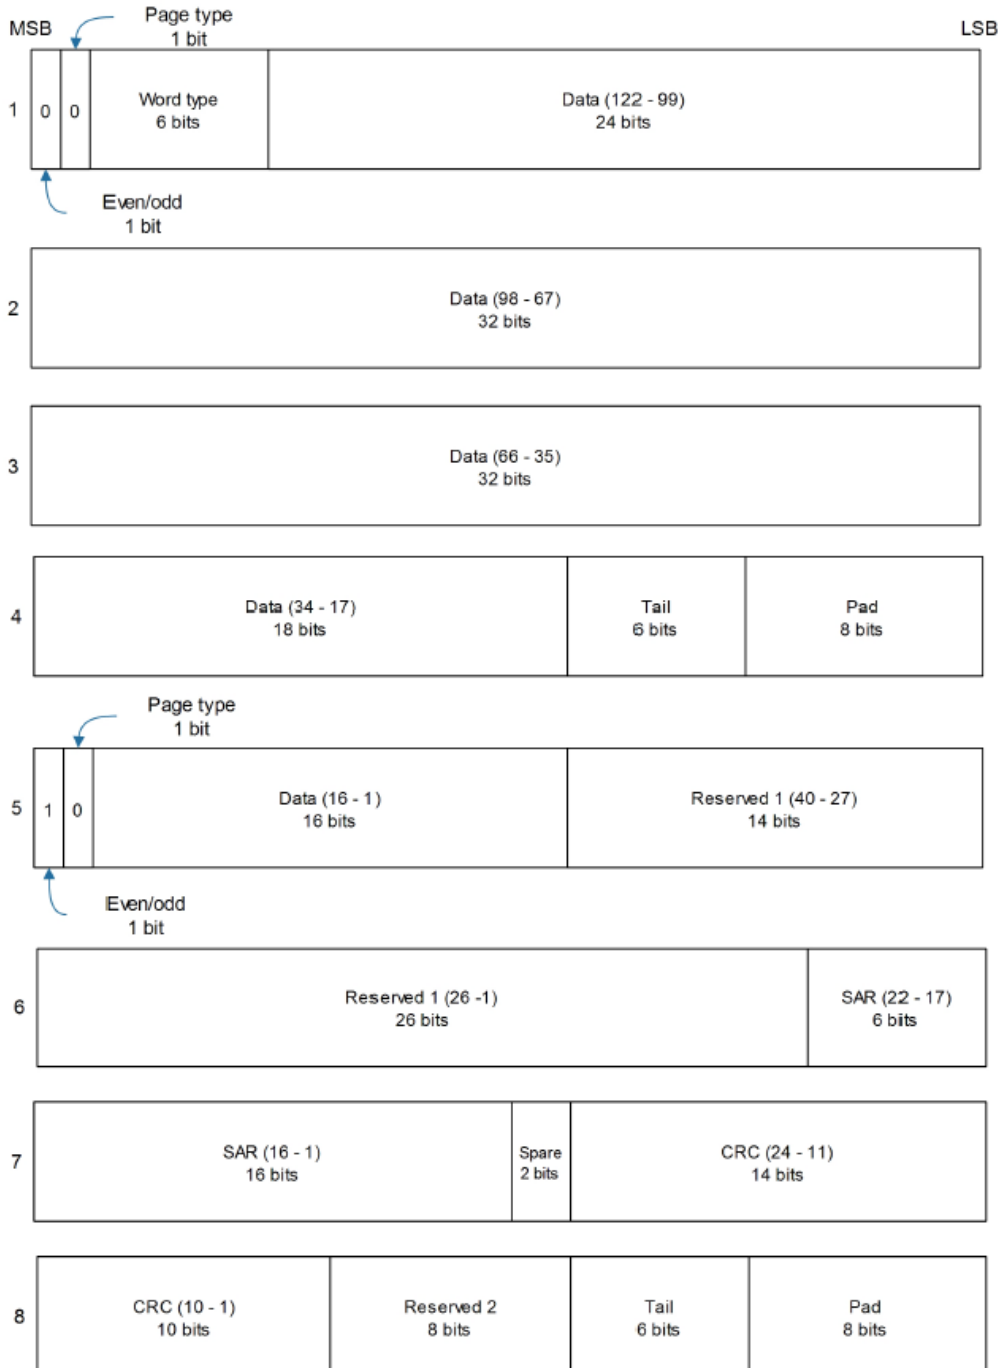 Page type
1 bit
MSB
LSB
1
0
0
Word type
6 bits
Data (122 - 99)
24 bits
Even/odd
1 bit
2
Data (98 - 67)
32 bits
3
Data (66 - 35)
32 bits
4
Data (34 - 17)
18 bits
Tail
6 bits
Pad
8 bits
Page type
1 bit
5
1
0
Data (16 - 1)
16 bits
Reserved 1 (40 - 27)
14 bits
Even/odd
1 bit
6
Reserved 1 (26 -1)
26 bits
SAR (22 - 17)
6 bits
7
SAR (16 - 1)
16 bits
Spare
2 bits
CRC (24 - 11)
14 bits
8
CRC (10 - 1)
10 bits
Reserved 2
8 bits
Tail
6 bits
Pad
8 bits